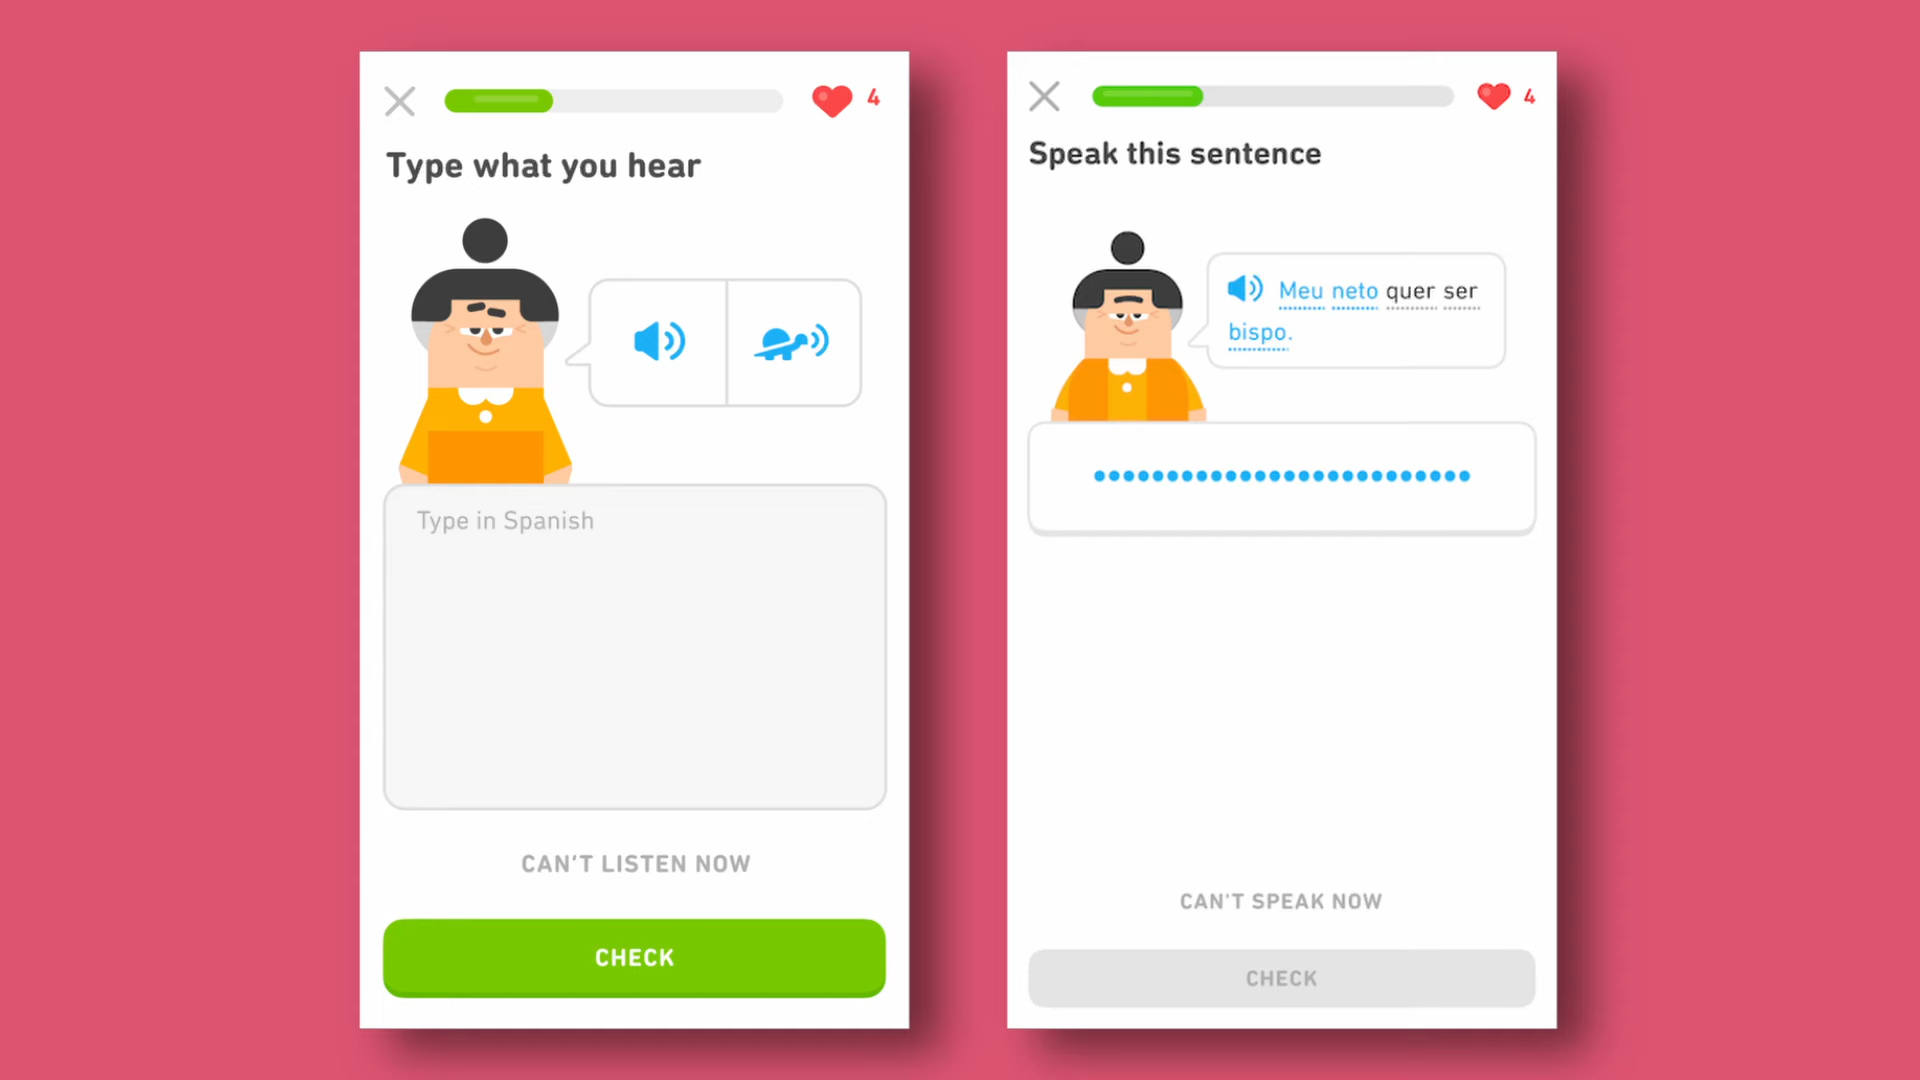 4
Type what you hear
Type in Spanish
CAN'T LISTEN NOW
CHECK
4
Speak this sentence
Meu neto quer ser
bispo.
CAN'T SPEAK NOW
CHECK